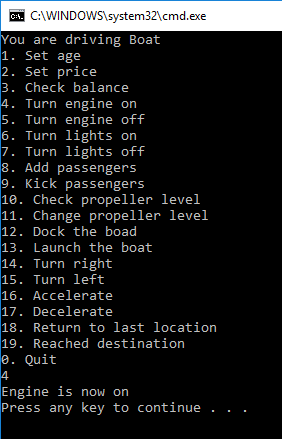 C:\WINDOWS\system32\cmd.exe
You are driving Boat
1. Set age
2. Set price
3. Check balance
4. Turn engine on
5. Turn engine off
6. Turn lights on
7. Turn lights off
8. Add passengers
9. Kick passengers
10. Check propeller level
11. Change propeller level
12. Dock the boad
13. Launch the boat
14. Turn right
15. Turn left
16. Accelerate
17. Decelerate
18. Return to last location
19. Reached destination
0. Quit
4
Engine is now on
Press any key to continue . . .